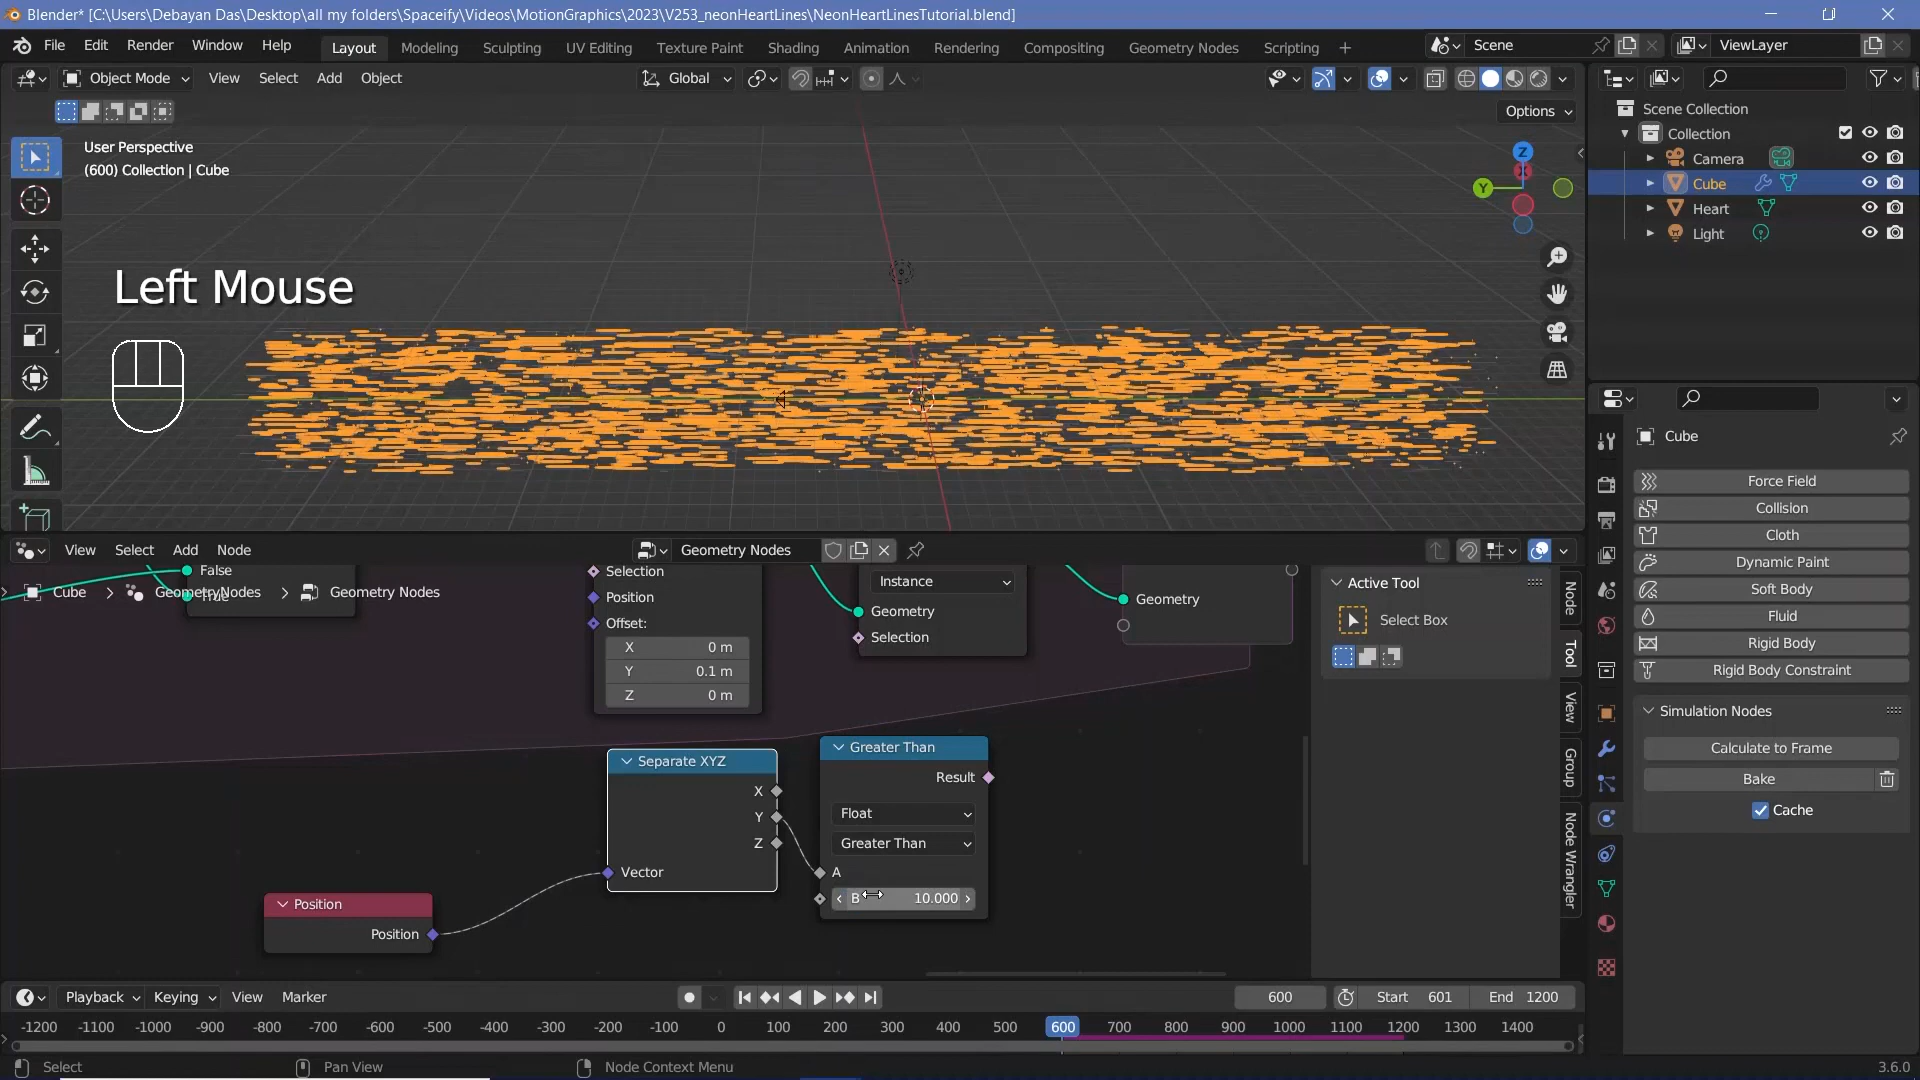 Blender* [C:\Users\Debayan Das\Desktop\all my folders\Spaceify\Videos\MotionGraphics\2023\V253_neonHeartLines\NeonHeartLinesTutorial.blend]
File Edit Render Window Help Layout Modeling Sculpting UV Editing Texture Paint Shading Animation Rendering Compositing Geometry Nodes Scripting + Scene ViewLayer
Object Mode View Select Add Object Global
Options
User Perspective
(600) Collection | Cube
Left Mouse
Z
Y
Scene Collection
Collection
Camera
Cube
Heart
Light
Cube
Force Field
Collision
Cloth
Dynamic Paint
Soft Body
Fluid
Rigid Body
Rigid Body Constraint
Simulation Nodes
Calculate to Frame
Bake
Cache
View Select Add Node Geometry Nodes
Cube > GeometryNodes > Geometry Nodes
False
True
Selection
Position
Offset:
X 0 m
Y 0.1 m
Z 0 m
Instance
Geometry
Selection
Geometry
Separate XYZ
X
Y
Z
Vector
Greater Than
Result
Float
Greater Than
A
B 10.000
Position
Position
Active Tool
Select Box
Node
Tool
View
Group
Node Wrangler
Playback Keying View Marker 600 Start 601 End 1200
-1200 -1100 -1000 -900 -800 -700 -600 -500 -400 -300 -200 -100 0 100 200 300 400 500 600 700 800 900 1000 1100 1200 1300 1400
Select Pan View Node Context Menu 3.6.0